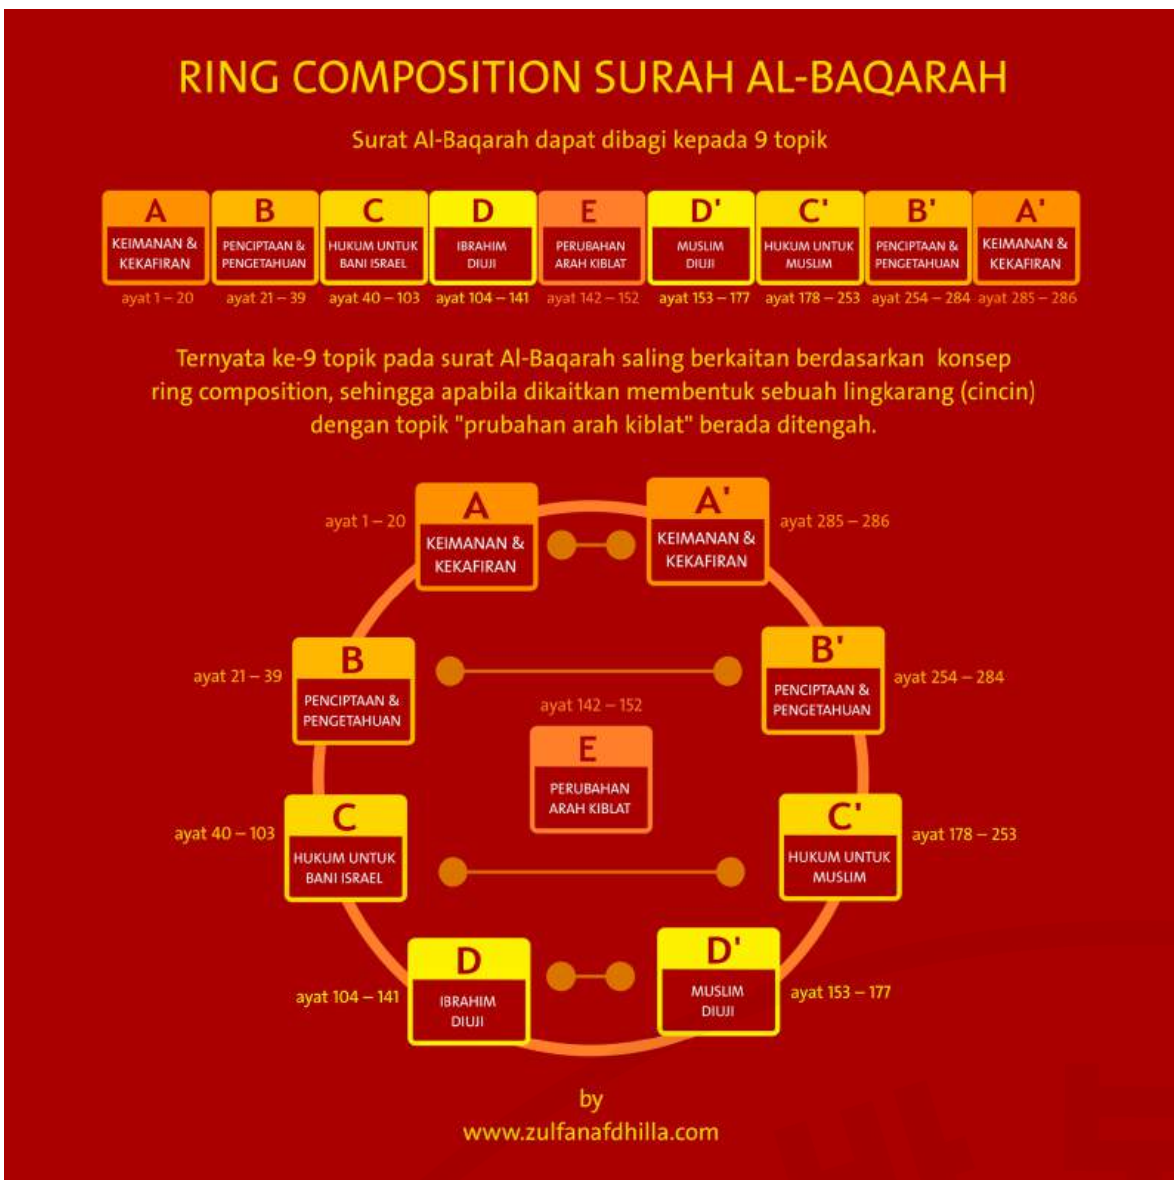 RING COMPOSITION SURAH AL-BAQARAH
Surat Al-Baqarah dapat dibagi kepada 9 topik
A
KEIMANAN &
KEKAFIRAN
ayat 1 – 20
B
PENCIPTAAN &
PENGETAHUAN
ayat 21 – 39
C
HUKUM UNTUK
BANI ISRAEL
ayat 40 – 103
D
IBRAHIM
DIUJI
ayat 104 – 141
E
PERUBAHAN
ARAH KIBLAT
ayat 142 – 152
D'
MUSLIM
DIUJI
ayat 153 – 177
C'
HUKUM UNTUK
MUSLIM
ayat 178 – 253
B'
PENCIPTAAN &
PENGETAHUAN
ayat 254 – 284
A'
KEIMANAN &
KEKAFIRAN
ayat 285 – 286
Ternyata ke-9 topik pada surat Al-Baqarah saling berkaitan berdasarkan konsep
ring composition, sehingga apabila dikaitkan membentuk sebuah lingkarang (cincin)
dengan topik "prubahan arah kiblat" berada ditengah.
ayat 1 – 20
A
KEIMANAN &
KEKAFIRAN
A'
KEIMANAN &
KEKAFIRAN
ayat 285 – 286
ayat 21 – 39
B
PENCIPTAAN &
PENGETAHUAN
B'
PENCIPTAAN &
PENGETAHUAN
ayat 254 – 284
ayat 142 – 152
E
PERUBAHAN
ARAH KIBLAT
ayat 40 – 103
C
HUKUM UNTUK
BANI ISRAEL
C'
HUKUM UNTUK
MUSLIM
ayat 178 – 253
ayat 104 – 141
D
IBRAHIM
DIUJI
D'
MUSLIM
DIUJI
ayat 153 – 177
by
www.zulfanafdhilla.com